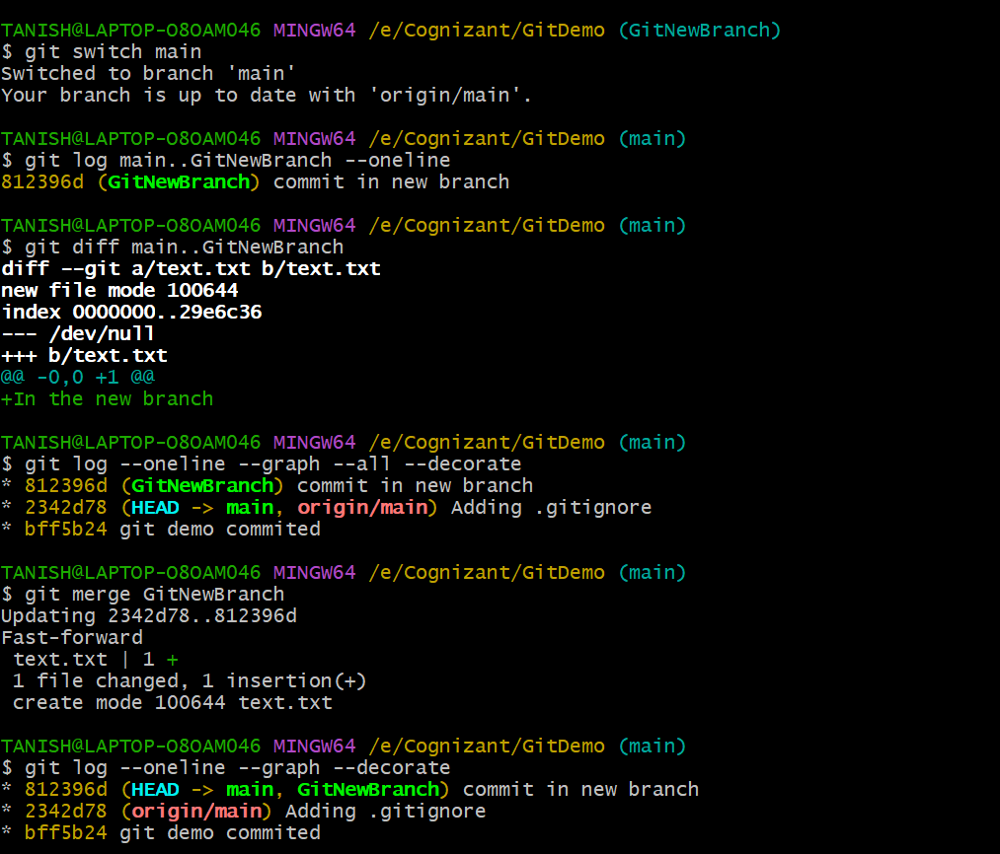 TANISH@LAPTOP-O8OAMO46 MINGW64 /e/Cognizant/GitDemo (GitNewBranch)
$ git switch main
Switched to branch 'main'
Your branch is up to date with 'origin/main'.
TANISH@LAPTOP-O8OAMO46 MINGW64 /e/Cognizant/GitDemo (main)
$ git log main..GitNewBranch --oneline
812396d (GitNewBranch) commit in new branch
TANISH@LAPTOP-O8OAMO46 MINGW64 /e/Cognizant/GitDemo (main)
$ git diff main..GitNewBranch
diff --git a/text.txt b/text.txt
new file mode 100644
index 0000000..29e6c36
--- /dev/null
+++ b/text.txt
@@ -0,0 +1 @@
+In the new branch
TANISH@LAPTOP-O8OAMO46 MINGW64 /e/Cognizant/GitDemo (main)
$ git log --oneline --graph --all --decorate
* 812396d (GitNewBranch) commit in new branch
* 2342d78 (HEAD -> main, origin/main) Adding .gitignore
* bff5b24 git demo commited
TANISH@LAPTOP-O8OAMO46 MINGW64 /e/Cognizant/GitDemo (main)
$ git merge GitNewBranch
Updating 2342d78..812396d
Fast-forward
 text.txt | 1 +
 1 file changed, 1 insertion(+)
 create mode 100644 text.txt
TANISH@LAPTOP-O8OAMO46 MINGW64 /e/Cognizant/GitDemo (main)
$ git log --oneline --graph --decorate
* 812396d (HEAD -> main, GitNewBranch) commit in new branch
* 2342d78 (origin/main) Adding .gitignore
* bff5b24 git demo commited